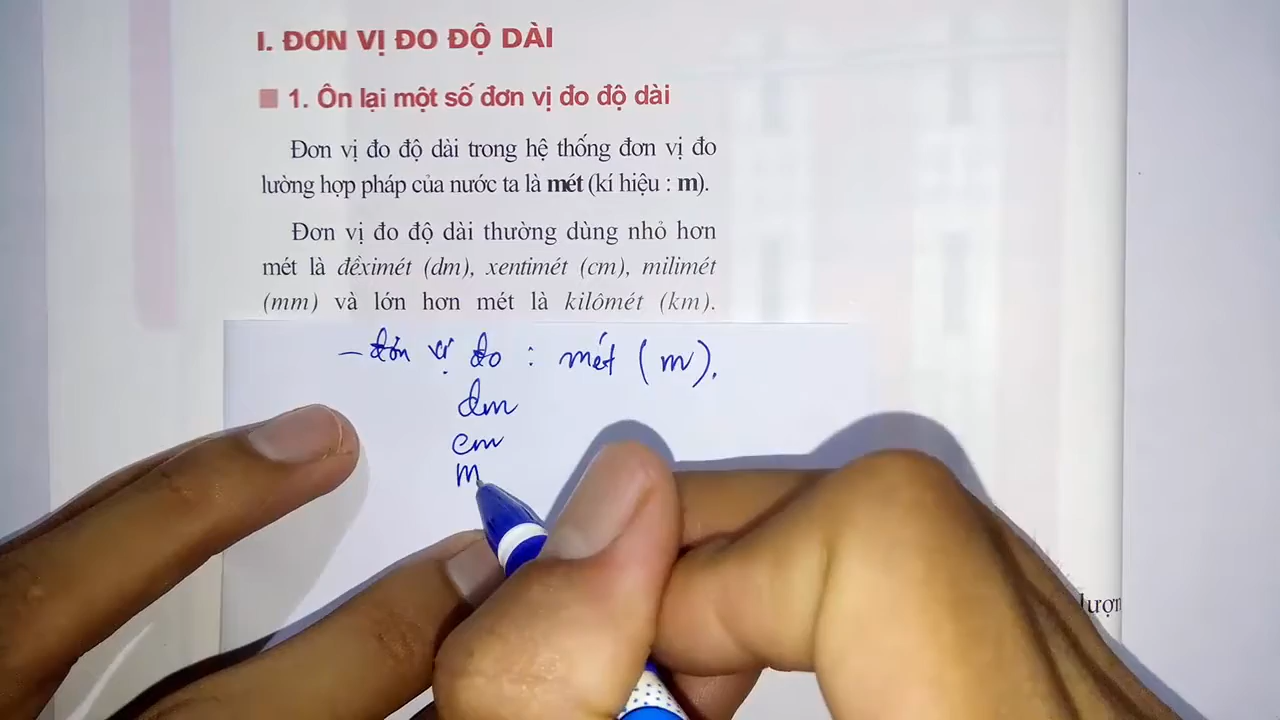 I. ĐƠN VỊ ĐO ĐỘ DÀI
1. Ôn lại một số đơn vị đo độ dài
Đơn vị đo độ dài trong hệ thống đơn vị đo
lường hợp pháp của nước ta là mét (kí hiệu : m).
Đơn vị đo độ dài thường dùng nhỏ hơn
mét là đềximét (dm), xentimét (cm), milimét
(mm) và lớn hơn mét là kilômét (km).
- đơn vị đo : mét (m).
dm
cm
m
lượn